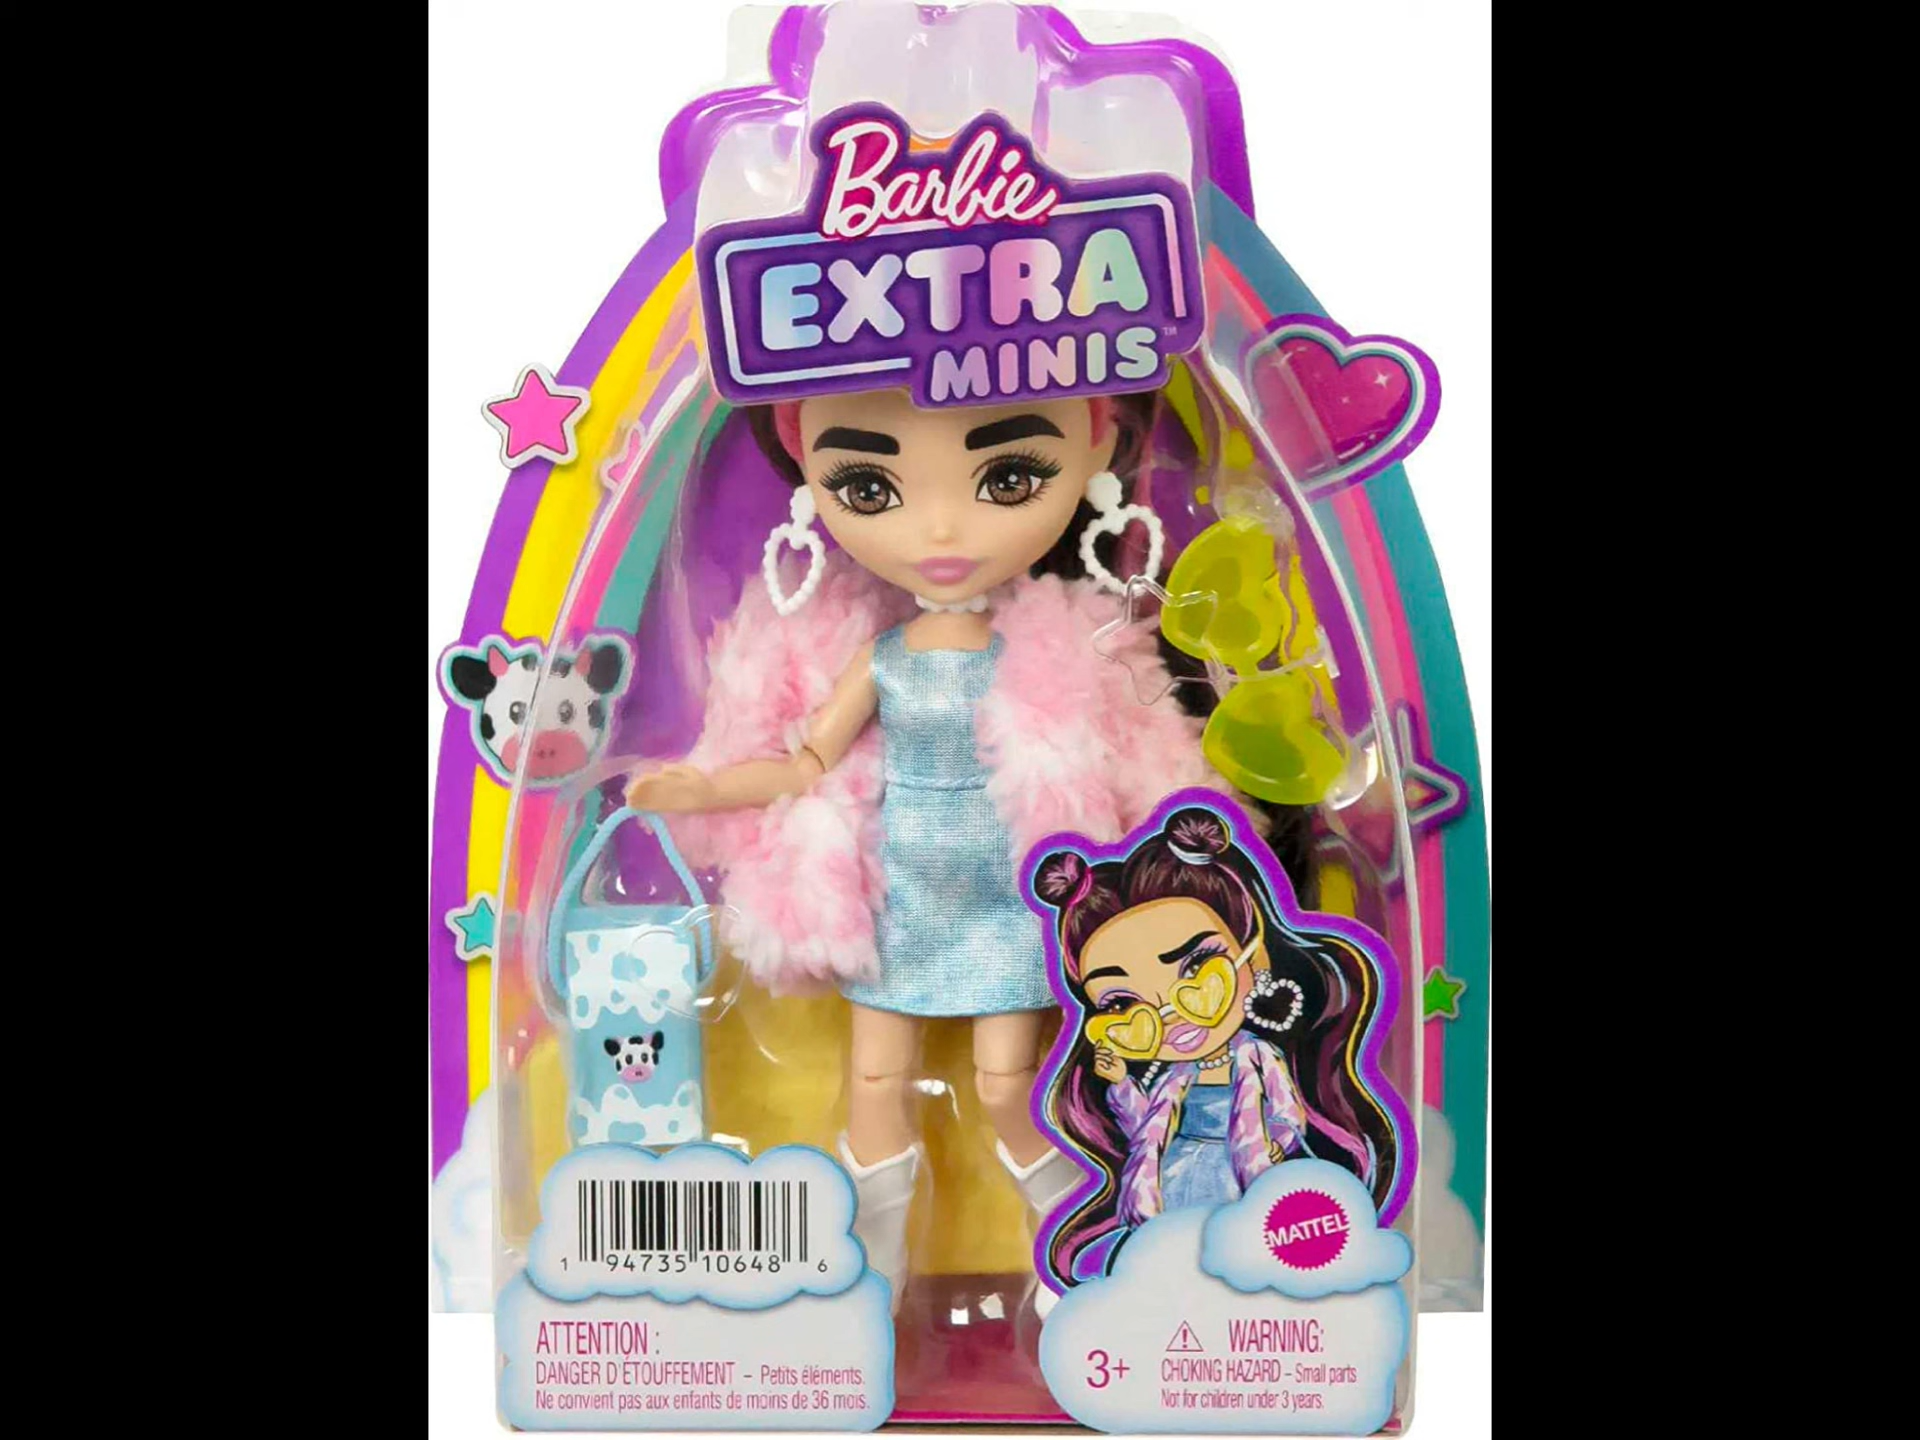 Barbie
EXTRA
MINIS™
1 94735 10648 6
MATTEL
ATTENTION :
DANGER D'ÉTOUFFEMENT – Petits éléments.
Ne convient pas aux enfants de moins de 36 mois.
3+
WARNING:
CHOKING HAZARD – Small parts
Not for children under 3 years.